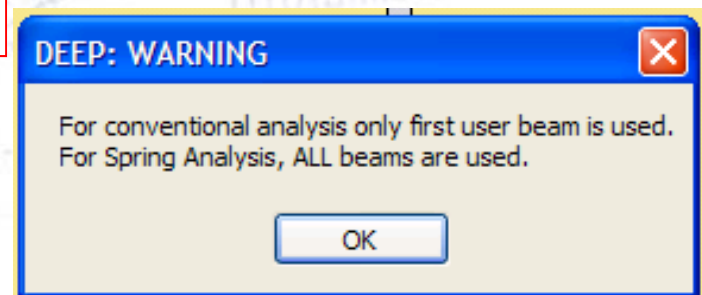 DEEP: WARNING
For conventional analysis only first user beam is used.
For Spring Analysis, ALL beams are used.
OK